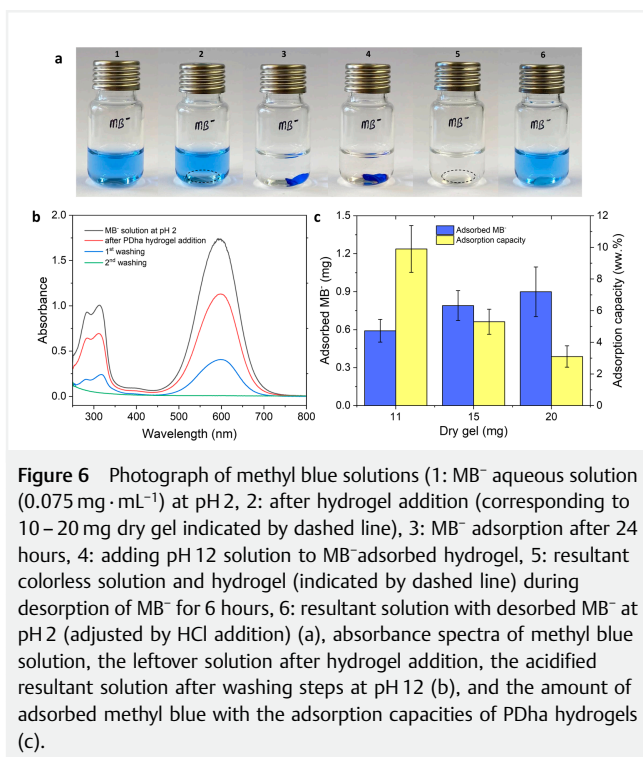 1 2 3 4 5 6
a
MB⁻ MB⁻ MB⁻ MB⁻ MB⁻ MB⁻
b
2.0
1.5
1.0
0.5
0.0
Absorbance
MB⁻ solution at pH 2
after PDha hydrogel addition
1st washing
2nd washing
300 400 500 600 700 800
Wavelength (nm)
c
1.5
1.2
0.9
0.6
0.3
0.0
Adsorbed MB⁻ (mg)
Adsorbed MB⁻
Adsorption capacity
12
10
8
6
4
2
0
Adsorption capacity (ww.%)
11 15 20
Dry gel (mg)
Figure 6 Photograph of methyl blue solutions (1: MB⁻ aqueous solution
(0.075 mg · mL⁻¹) at pH 2, 2: after hydrogel addition (corresponding to
10 – 20 mg dry gel indicated by dashed line), 3: MB⁻ adsorption after 24
hours, 4: adding pH 12 solution to MB⁻adsorbed hydrogel, 5: resultant
colorless solution and hydrogel (indicated by dashed line) during
desorption of MB⁻ for 6 hours, 6: resultant solution with desorbed MB⁻ at
pH 2 (adjusted by HCl addition) (a), absorbance spectra of methyl blue
solution, the leftover solution after hydrogel addition, the acidified
resultant solution after washing steps at pH 12 (b), and the amount of
adsorbed methyl blue with the adsorption capacities of PDha hydrogels
(c).